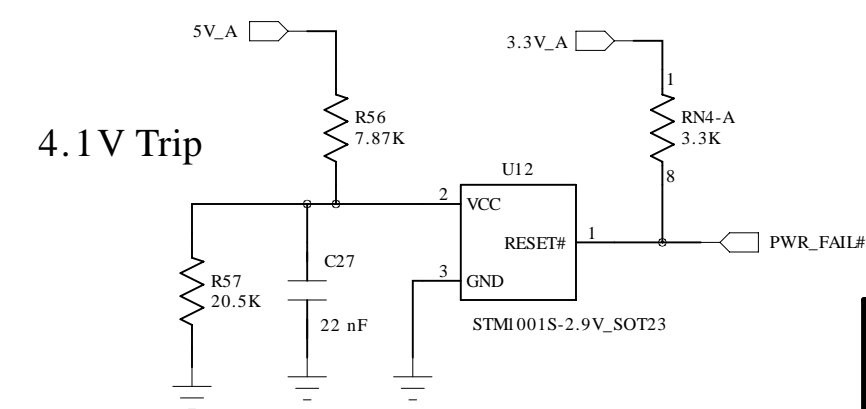 5V_A
3.3V_A
1
R56
7.87K
RN4-A
3.3K
4.1V Trip
8
U12
2
VCC
RESET#
1
PWR_FAIL#
C27
R57
20.5K
3
GND
22 nF
STM1001S-2.9V_SOT23